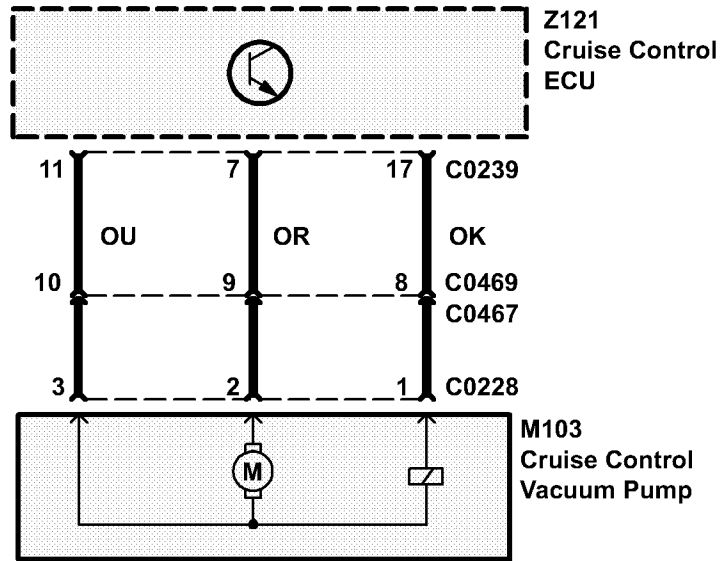 Z121
Cruise Control
ECU
11 7 17 C0239
OU OR OK
10 9 8 C0469
C0467
3 2 1 C0228
M103
Cruise Control
Vacuum Pump
M